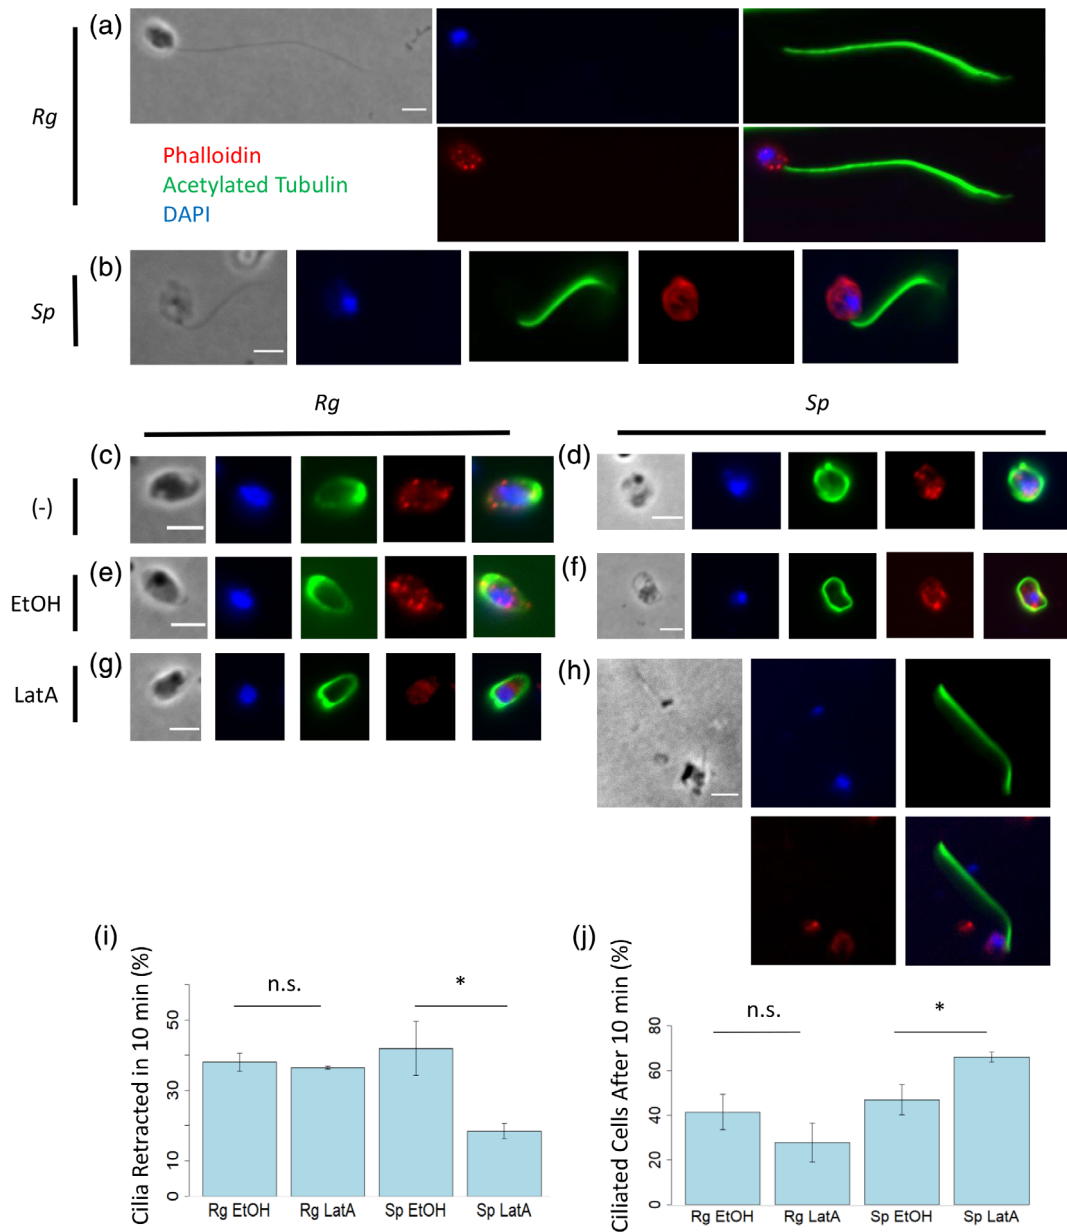 (a)
Rg
Phalloidin
Acetylated Tubulin
DAPI
(b)
Sp
Rg
Sp
(c)
(d)
(-)
(e)
(f)
EtOH
(g)
(h)
LatA
(i)
Cilia Retracted in 10 min (%)
n.s.
*
50
30
10
0
Rg EtOH
Rg LatA
Sp EtOH
Sp LatA
(j)
Ciliated Cells After 10 min (%)
n.s.
*
80
60
40
20
0
Rg EtOH
Rg LatA
Sp EtOH
Sp LatA